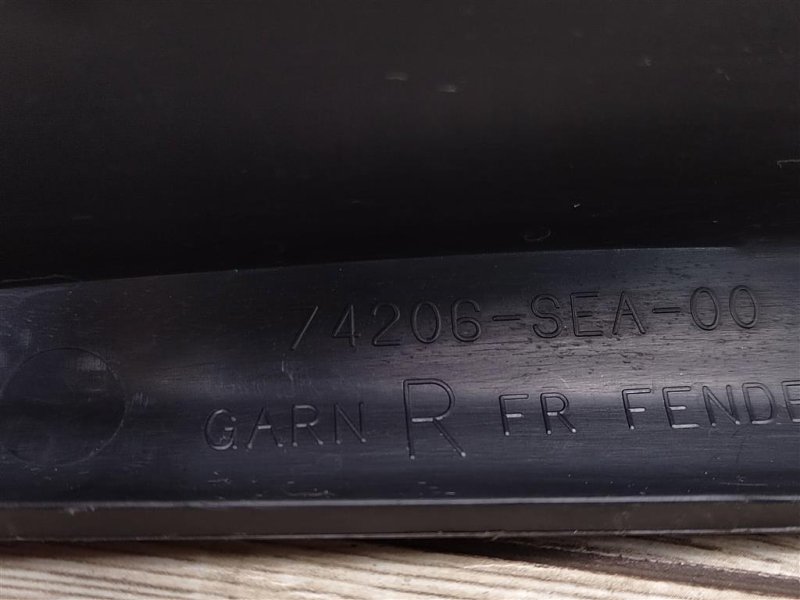 74206-SEA-00
GARN R FR FENDE